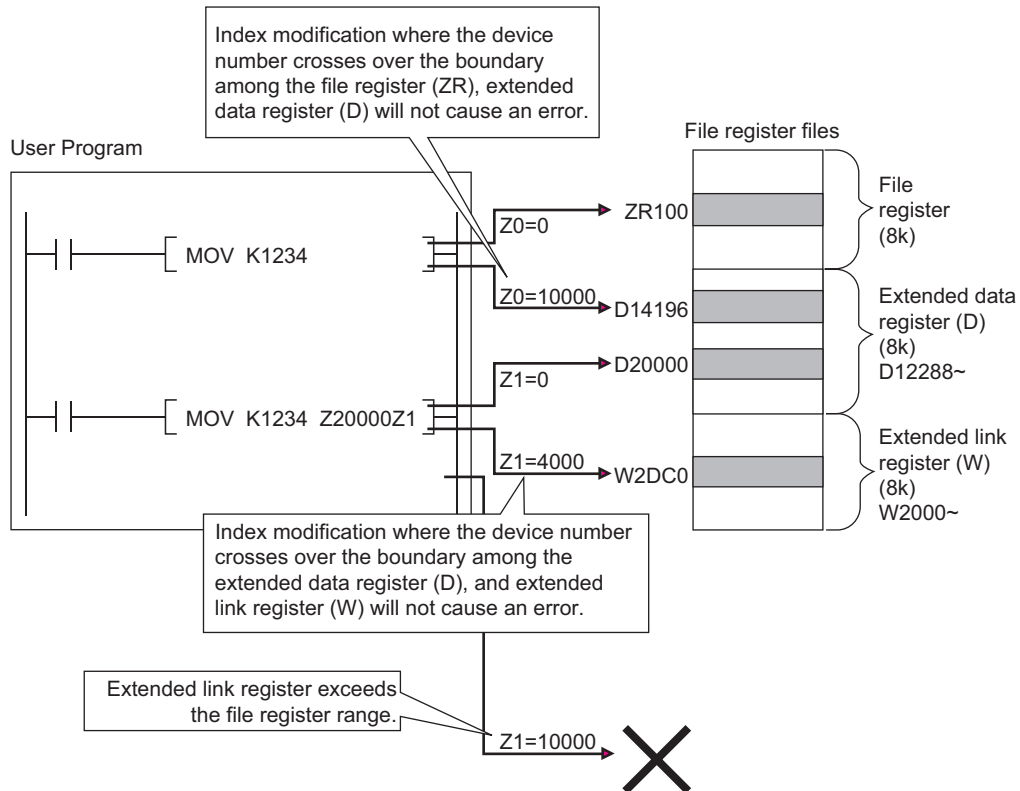 Index modification where the device
number crosses over the boundary
among the file register (ZR), extended
data register (D) will not cause an error.
File register files
User Program
ZR100
File
register
(8k)
Z0=0
MOV K1234
Z0=10000
D14196
Extended data
register (D)
(8k)
D12288~
D20000
Z1=0
MOV K1234 Z20000Z1
Z1=4000
W2DC0
Extended link
register (W)
(8k)
W2000~
Index modification where the device number
crosses over the boundary among the
extended data register (D), and extended
link register (W) will not cause an error.
Extended link register exceeds
the file register range.
Z1=10000